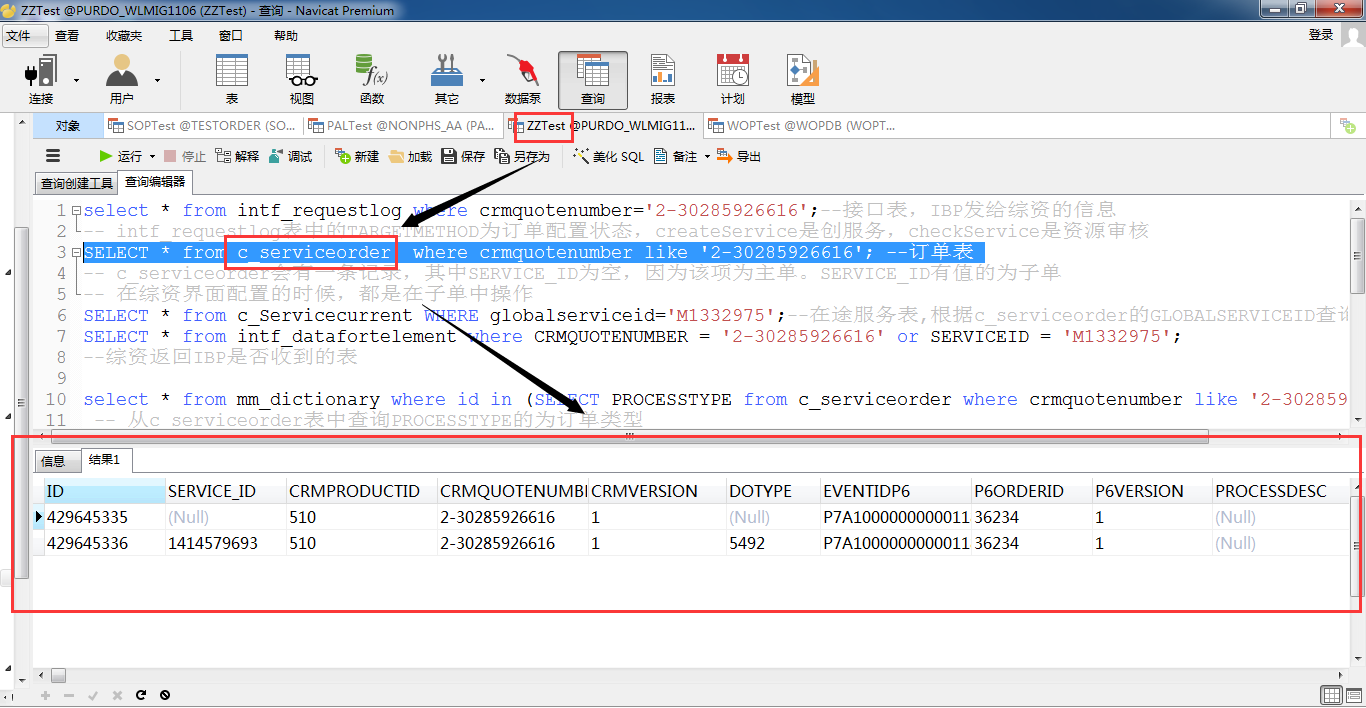 ZZTest @PURDO_WLMIG1106 (ZZTest) - 查询 - Navicat Premium
文件 查看 收藏夹 工具 窗口 帮助 登录
连接 用户 表 视图 函数 其它 数据泵 查询 报表 计划 模型
对象 SOPTest @TESTORDER (SO... PALTest @NONPHS_AA (PA... ZZTest @PURDO_WLMIG11... WOPTest @WOPDB (WOPT...
运行 停止 解释 调试 新建 加载 保存 另存为 美化 SQL 备注 导出
查询创建工具 查询编辑器
1 select * from intf_requestlog where crmquotenumber='2-30285926616';--接口表，IBP发给综资的信息
2 -- intf_requestlog表中的TARGETMETHOD为订单配置状态，createService是创服务，checkService是资源审核
3 SELECT * from c_serviceorder where crmquotenumber like '2-30285926616'; --订单表
4 -- c_serviceorder会有一条记录，其中SERVICE_ID为空，因为该项为主单。SERVICE_ID有值的为子单
5 -- 在综资界面配置的时候，都是在子单中操作
6 SELECT * from c_Servicecurrent WHERE globalserviceid='M1332975';--在途服务表,根据c_serviceorder的GLOBALSERVICEID查询
7 SELECT * from intf_datafortelement where CRMQUOTENUMBER = '2-30285926616' or SERVICEID = 'M1332975';
8 --综资返回IBP是否收到的表
9
10 select * from mm_dictionary where id in (SELECT PROCESSTYPE from c_serviceorder where crmquotenumber like '2-302859
11 -- 从c_serviceorder表中查询PROCESSTYPE的为订单类型
信息 结果1
ID SERVICE_ID CRMPRODUCTID CRMQUOTENUMBI CRMVERSION DOTYPE EVENTIDP6 P6ORDERID P6VERSION PROCESSDESC
429645335 (Null) 510 2-30285926616 1 (Null) P7A1000000000011 36234 1 (Null)
429645336 1414579693 510 2-30285926616 1 5492 P7A1000000000011 36234 1 (Null)